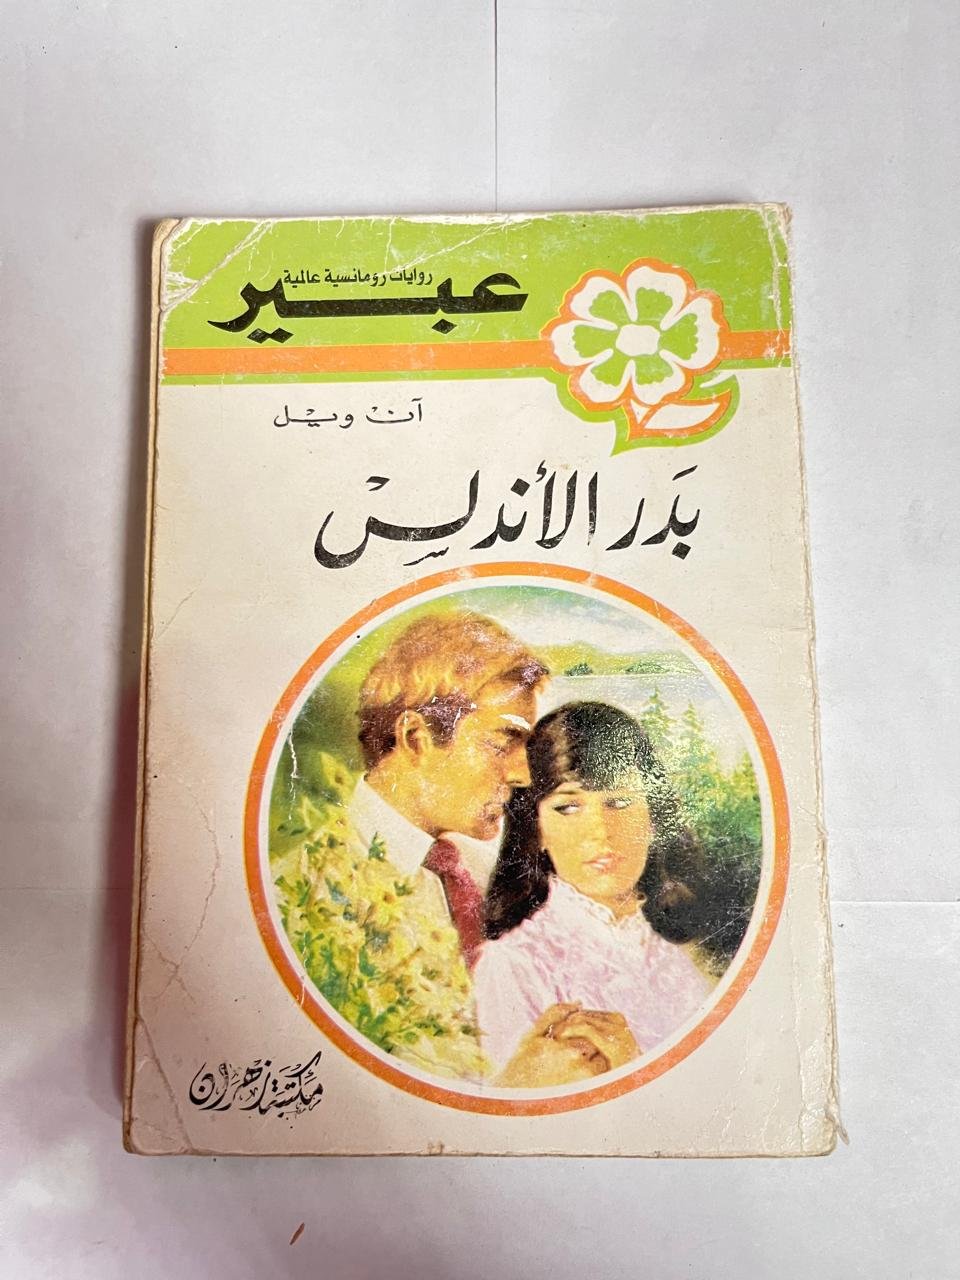 روايات رومانسية عالمية
عبير
آن ويل
بدر الأندلس
مكتبة زهران